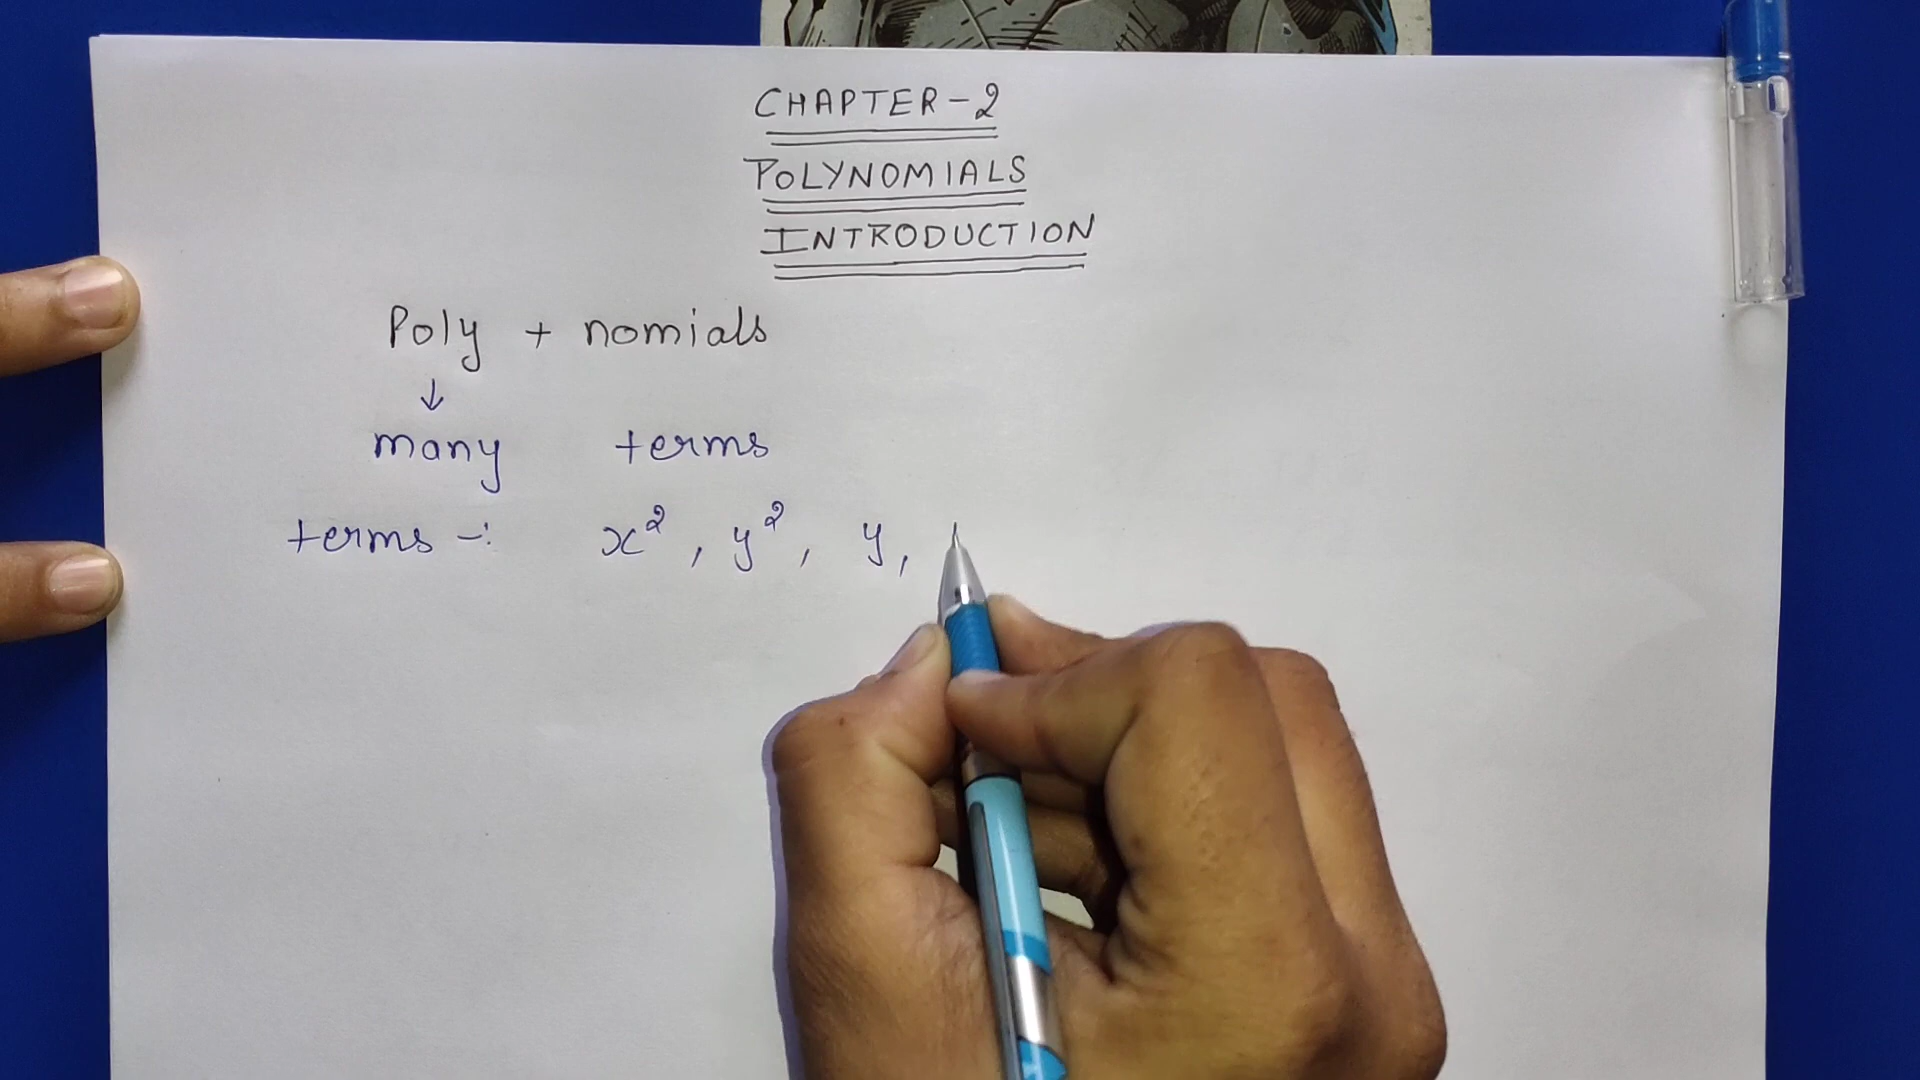 CHAPTER-2
POLYNOMIALS
INTRODUCTION
Poly + nomials
↓
many terms
terms -: x², y², y,